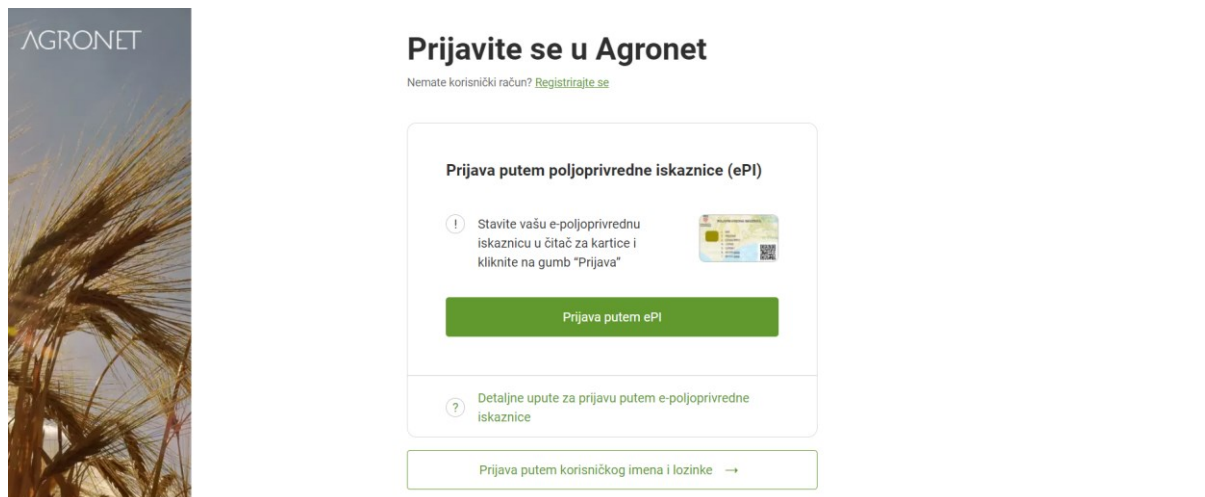 AGRONET
Prijavite se u Agronet
Nemate korisnički račun? Registrirajte se
Prijava putem poljoprivredne iskaznice (ePI)
! Stavite vašu e-poljoprivrednu
iskaznicu u čitač za kartice i
kliknite na gumb “Prijava”
Prijava putem ePI
? Detaljne upute za prijavu putem e-poljoprivredne
iskaznice
Prijava putem korisničkog imena i lozinke →